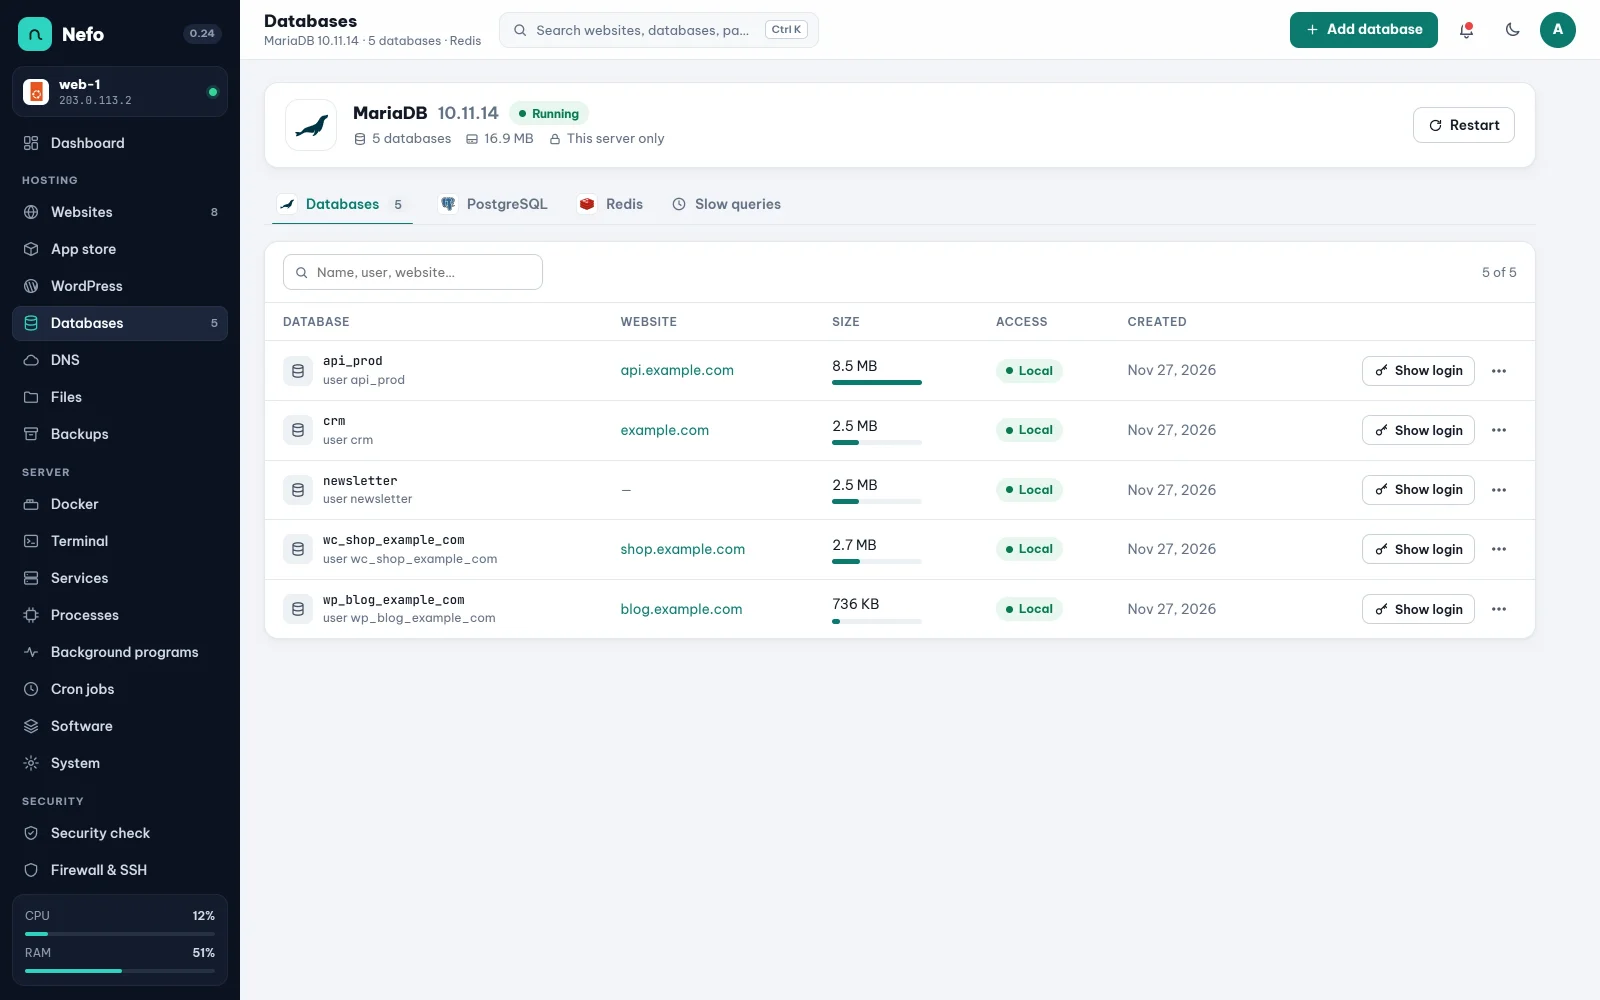 Nefo
0.24
web-1
203.0.113.2
Dashboard
HOSTING
Websites 8
App store
WordPress
Databases 5
DNS
Files
Backups
SERVER
Docker
Terminal
Services
Processes
Background programs
Cron jobs
Software
System
SECURITY
Security check
Firewall & SSH
CPU 12%
RAM 51%
Databases
MariaDB 10.11.14 · 5 databases · Redis
Search websites, databases, pa... Ctrl K
Add database
A
MariaDB 10.11.14 Running
5 databases 16.9 MB This server only
Restart
Databases 5 PostgreSQL Redis Slow queries
Name, user, website...
5 of 5
DATABASE WEBSITE SIZE ACCESS CREATED
api_prod
user api_prod
api.example.com 8.5 MB Local Nov 27, 2026 Show login
crm
user crm
example.com 2.5 MB Local Nov 27, 2026 Show login
newsletter
user newsletter
— 2.5 MB Local Nov 27, 2026 Show login
wc_shop_example_com
user wc_shop_example_com
shop.example.com 2.7 MB Local Nov 27, 2026 Show login
wp_blog_example_com
user wp_blog_example_com
blog.example.com 736 KB Local Nov 27, 2026 Show login